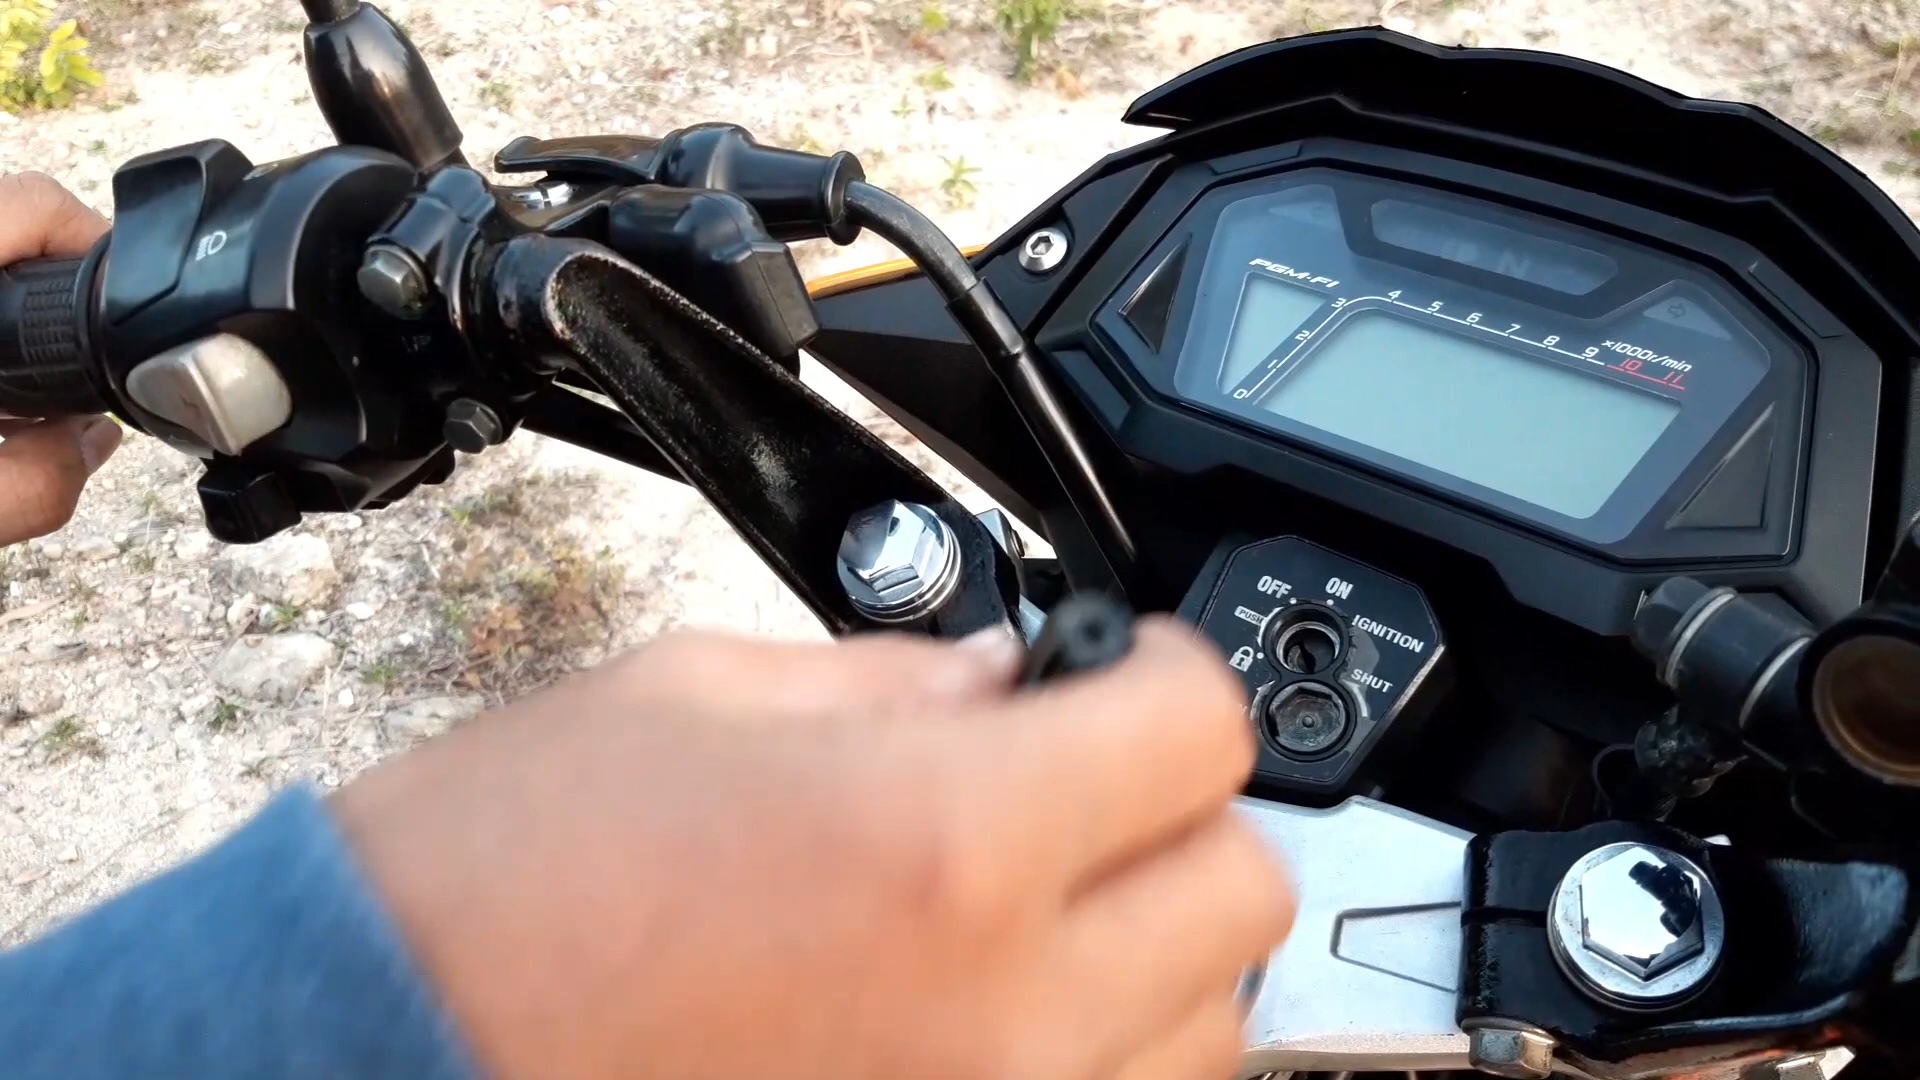 N
PGM-FI
0 1 2 3 4 5 6 7 8 9 10 11
×1000r/min
OFF ON
PUSH
IGNITION
SHUT